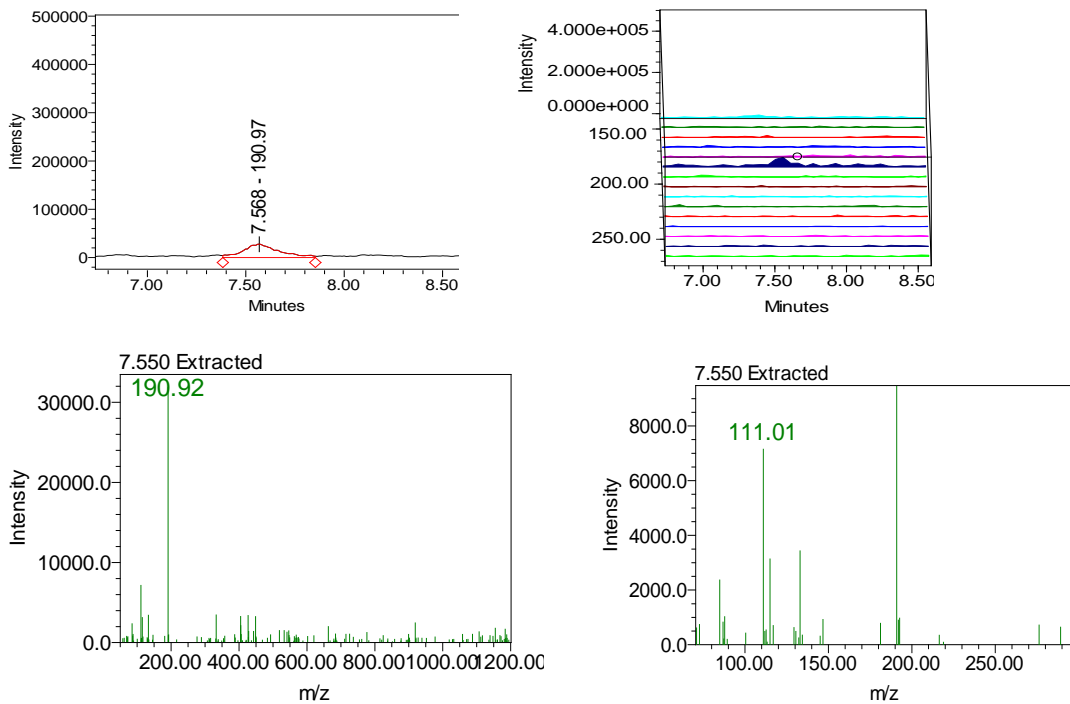 500000
400000
300000
200000
100000
0
Intensity
7.568 - 190.97
7.00
7.50
8.00
8.50
Minutes
4.000e+005
2.000e+005
0.000e+000
Intensity
150.00
200.00
250.00
7.00
7.50
8.00
8.50
Minutes
7.550 Extracted
190.92
30000.0
20000.0
10000.0
0.0
Intensity
200.00
400.00
600.00
800.00
1000.00
1200.00
m/z
7.550 Extracted
111.01
8000.0
6000.0
4000.0
2000.0
0.0
Intensity
100.00
150.00
200.00
250.00
m/z